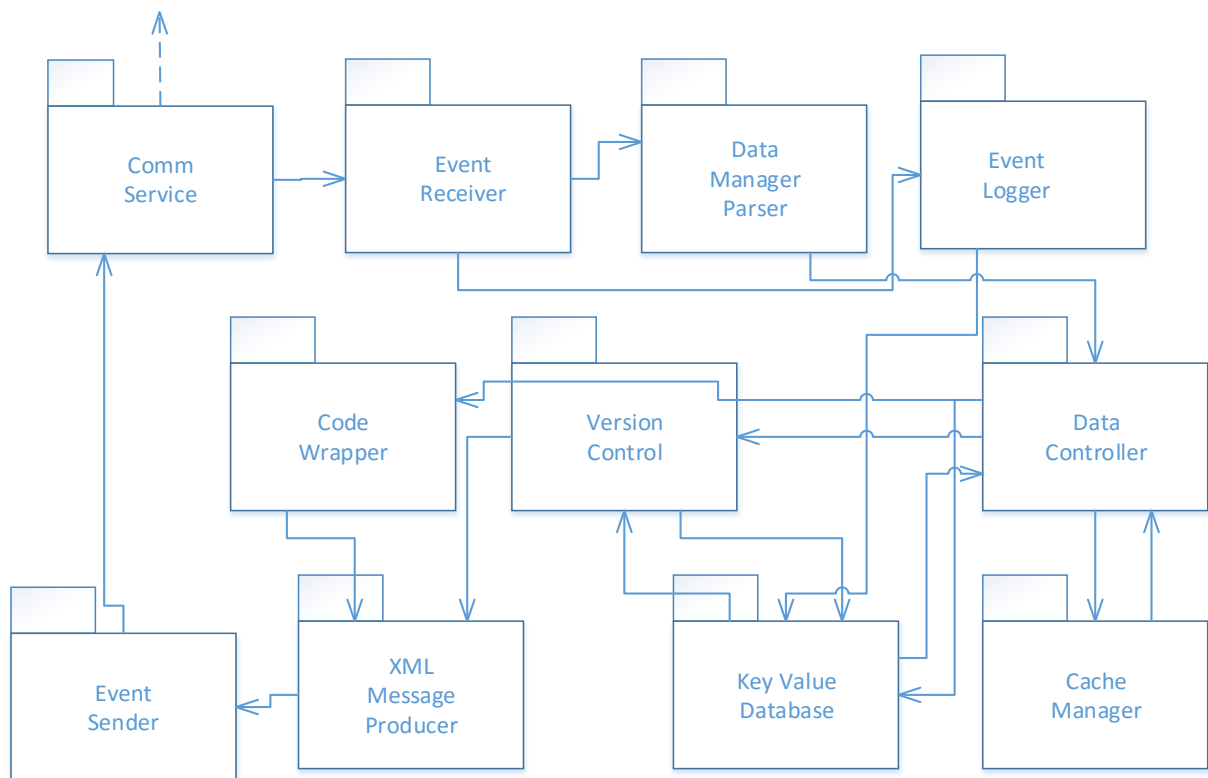 Comm
Service
Event
Receiver
Data
Manager
Parser
Event
Logger
Code
Wrapper
Version
Control
Data
Controller
Event
Sender
XML
Message
Producer
Key Value
Database
Cache
Manager